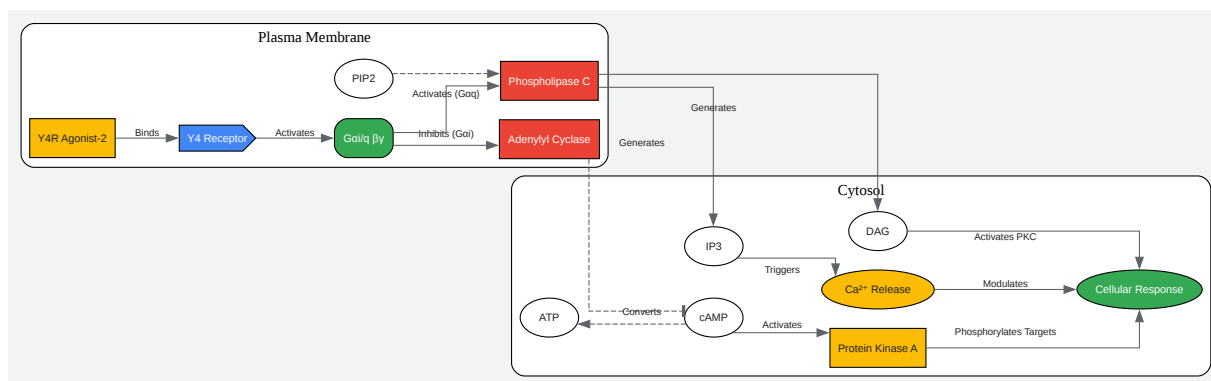 Plasma Membrane
PIP2
Phospholipase C
Activates (Gαq)
Generates
Y4R Agonist-2
Binds
Y4 Receptor
Activates
Gαi/q βγ
Inhibits (Gαi)
Adenylyl Cyclase
Generates
Cytosol
DAG
Activates PKC
IP3
Triggers
Ca²⁺ Release
Modulates
Cellular Response
ATP
Converts
cAMP
Activates
Protein Kinase A
Phosphorylates Targets